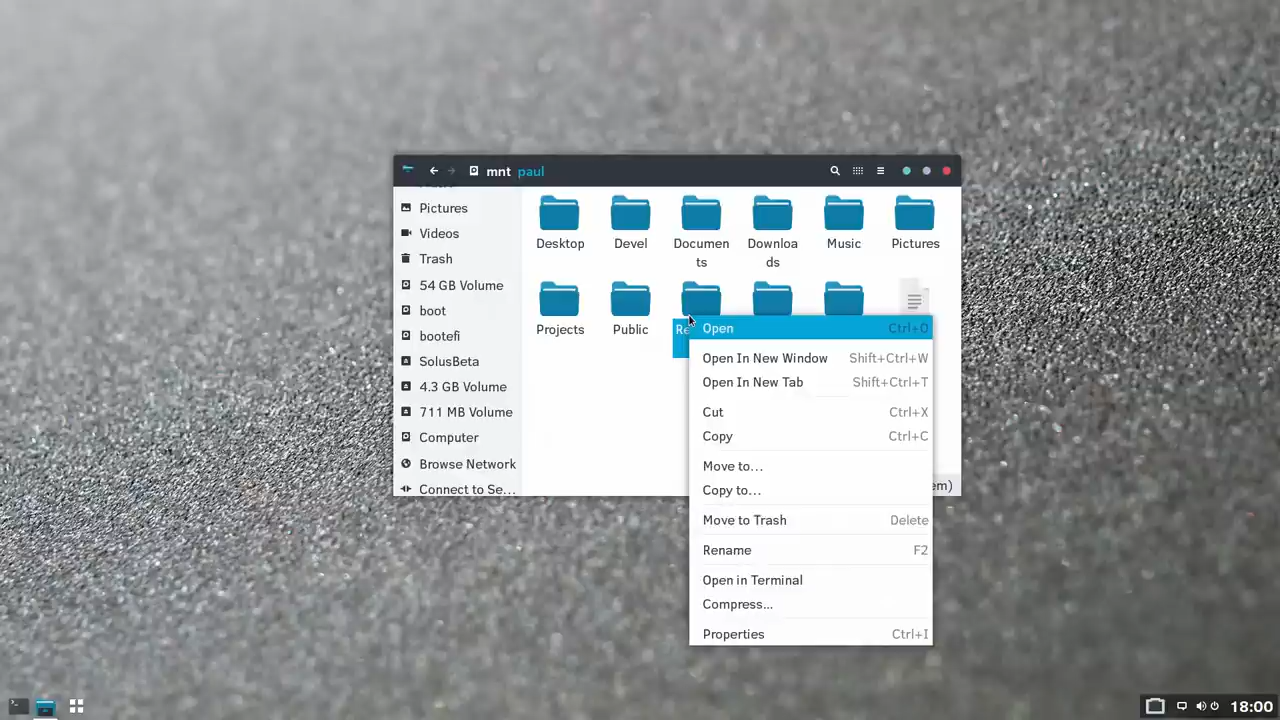 mnt paul
Pictures
Videos
Trash
54 GB Volume
boot
bootefi
SolusBeta
4.3 GB Volume
711 MB Volume
Computer
Browse Network
Connect to Se...
Desktop
Devel
Documen
ts
Downloa
ds
Music
Pictures
Projects
Public
Re
Open Ctrl+O
Open In New Window Shift+Ctrl+W
Open In New Tab Shift+Ctrl+T
Cut Ctrl+X
Copy Ctrl+C
Move to...
Copy to...
Move to Trash Delete
Rename F2
Open in Terminal
Compress...
Properties Ctrl+I
em)
18:00